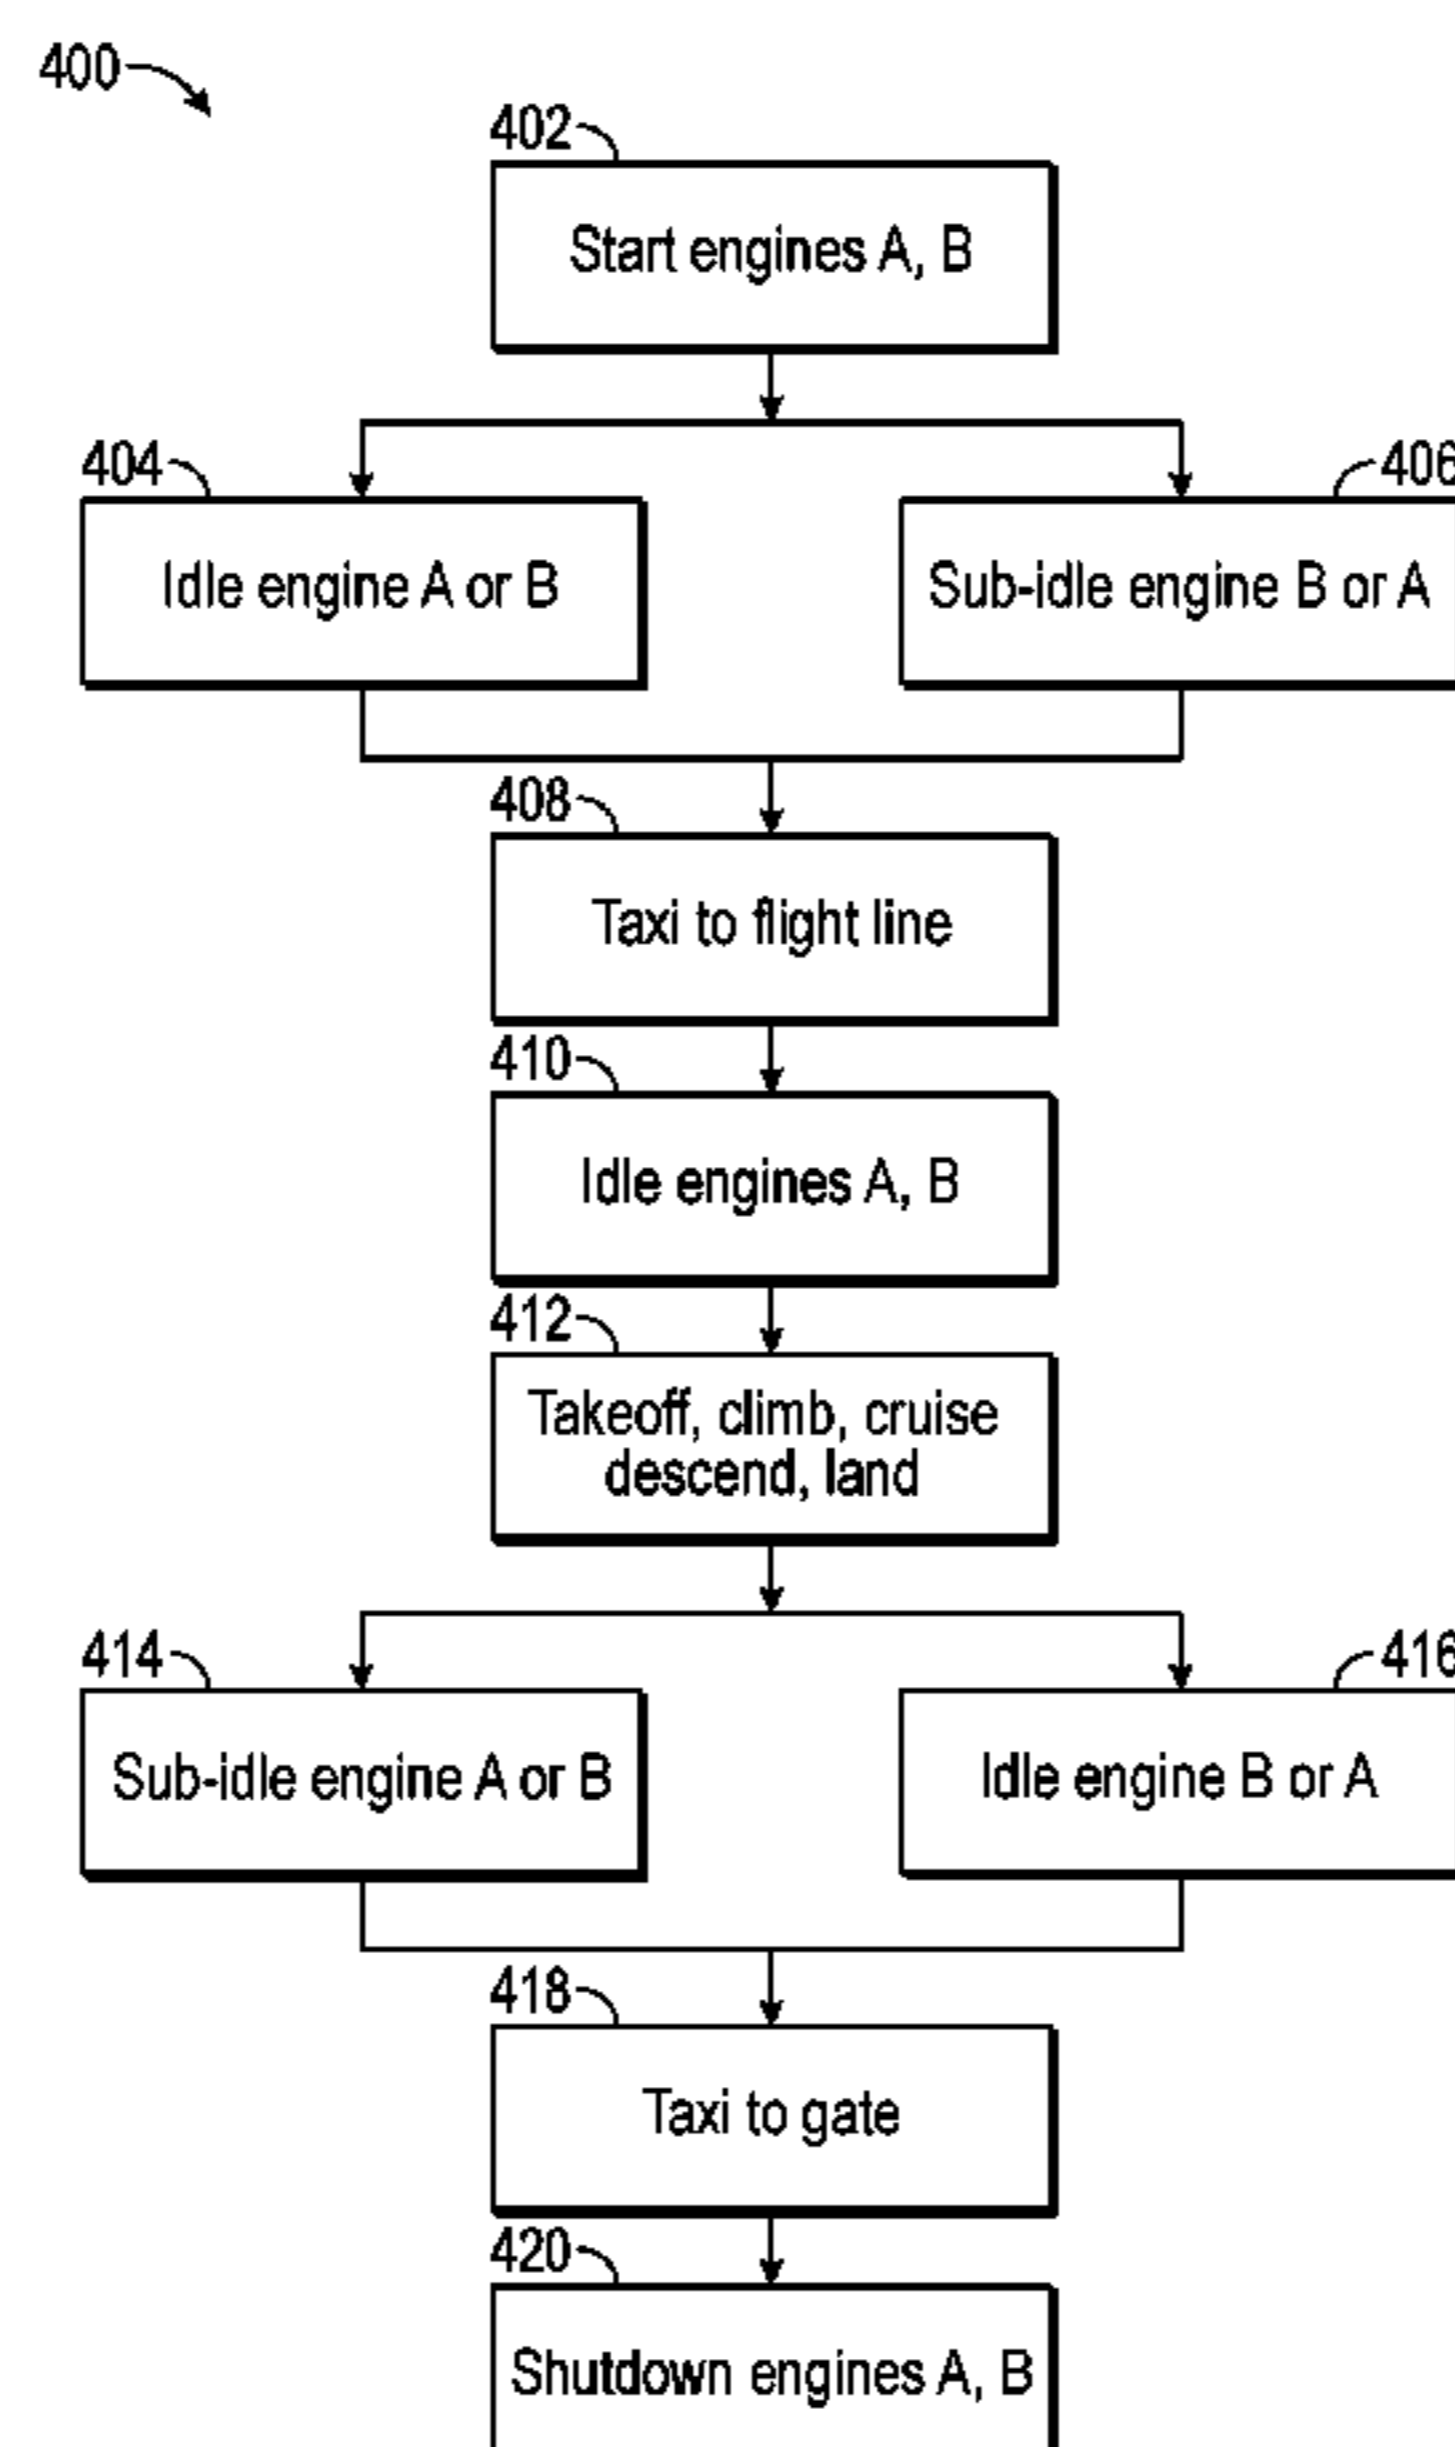 400
402
Start engines A, B
404
406
Idle engine A or B
Sub-idle engine B or A
408
Taxi to flight line
410
Idle engines A, B
412
Takeoff, climb, cruise
descend, land
414
416
Sub-idle engine A or B
Idle engine B or A
418
Taxi to gate
420
Shutdown engines A, B